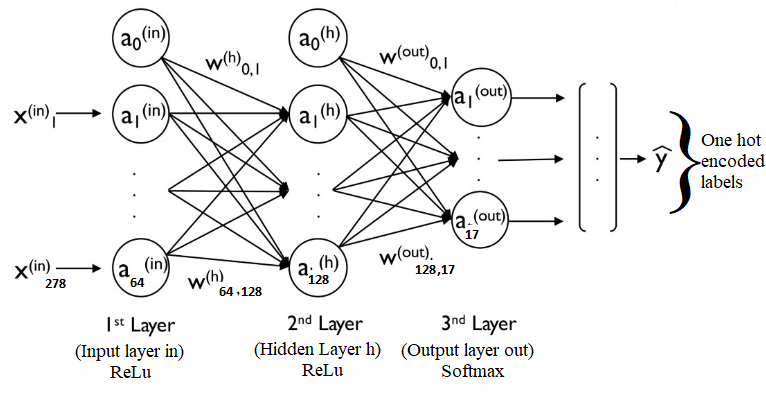 a₀⁽ⁱⁿ⁾
a₀⁽ʰ⁾
w⁽ʰ⁾₀,₁
w⁽ᵒᵘᵗ⁾₀,₁
x⁽ⁱⁿ⁾₁
a₁⁽ⁱⁿ⁾
a₁⁽ʰ⁾
a₁⁽ᵒᵘᵗ⁾
ŷ
One hot
encoded
labels
a₁₇⁽ᵒᵘᵗ⁾
x⁽ⁱⁿ⁾₂₇₈
a₆₄⁽ⁱⁿ⁾
w⁽ʰ⁾₆₄,₁₂₈
a₁₂₈⁽ʰ⁾
w⁽ᵒᵘᵗ⁾₁₂₈,₁₇
1ˢᵗ Layer
(Input layer in)
ReLu
2ⁿᵈ Layer
(Hidden Layer h)
ReLu
3ⁿᵈ Layer
(Output layer out)
Softmax